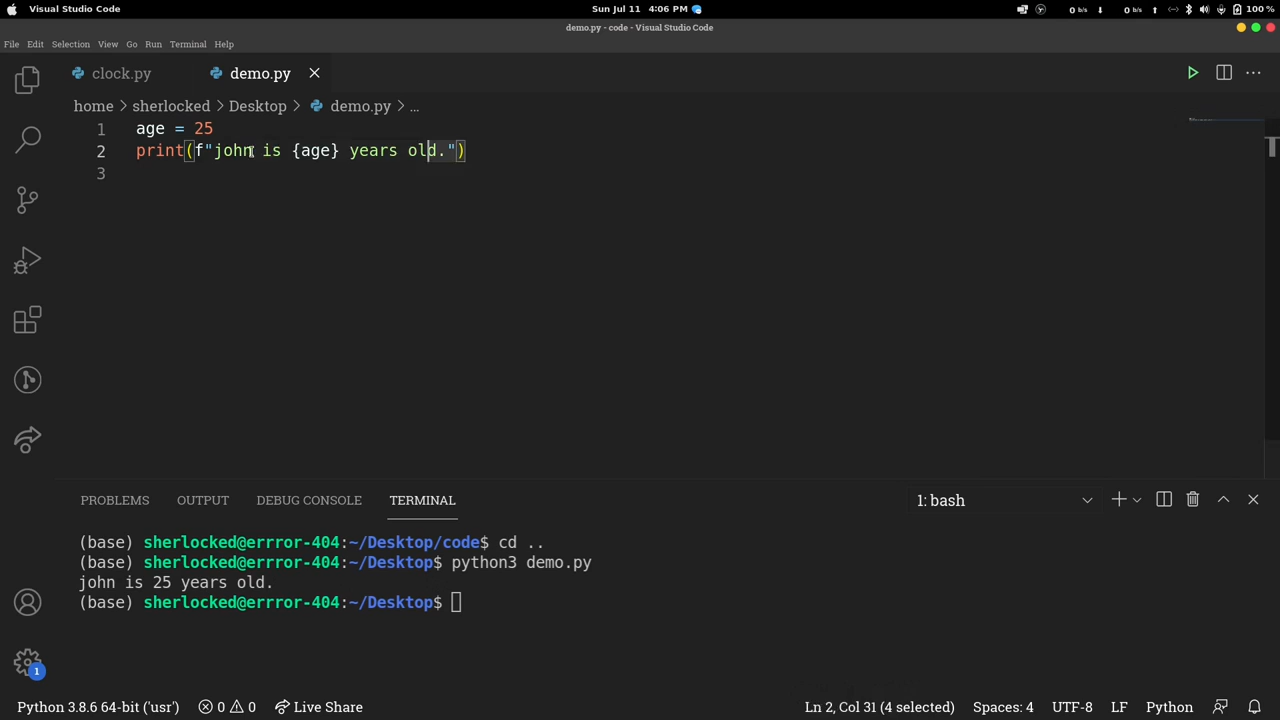 Visual Studio Code Sun Jul 11 4:06 PM 0 b/s 0 b/s 100 %
demo.py - code - Visual Studio Code
File Edit Selection View Go Run Terminal Help
clock.py demo.py
home > sherlocked > Desktop > demo.py > ...
1 age = 25
2 print(f"john is {age} years old.")
3
PROBLEMS OUTPUT DEBUG CONSOLE TERMINAL 1: bash
(base) sherlocked@errror-404:~/Desktop/code$ cd ..
(base) sherlocked@errror-404:~/Desktop$ python3 demo.py
john is 25 years old.
(base) sherlocked@errror-404:~/Desktop$
1
Python 3.8.6 64-bit ('usr') 0 0 Live Share Ln 2, Col 31 (4 selected) Spaces: 4 UTF-8 LF Python